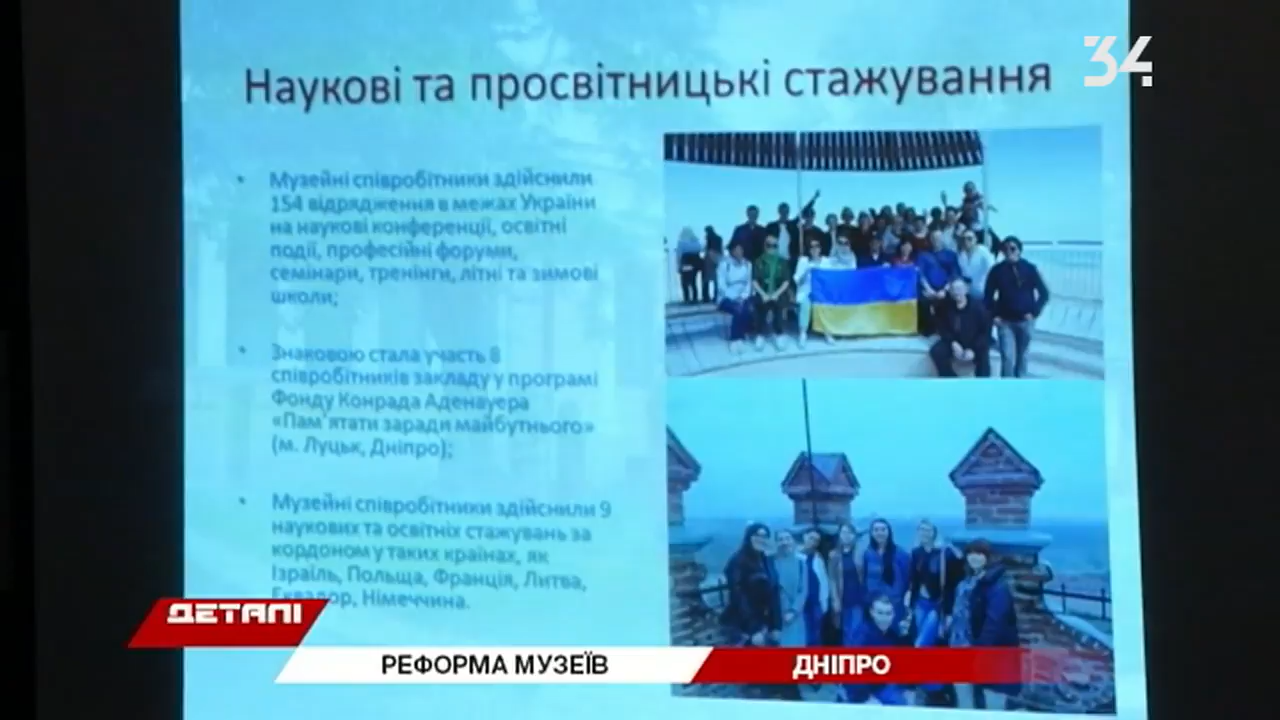 34
Наукові та просвітницькі стажування
• Музейні співробітники здійснили
154 відрядження в межах України
на наукові конференції, освітні
події, професійні форуми,
семінари, тренінги, літні та зимові
школи;
• Знаковою стала участь 8
співробітників закладу у програмі
Фонду Конрада Аденауера
«Пам'ятати заради майбутнього»
(м. Луцьк, Дніпро);
• Музейні співробітники здійснили 9
наукових та освітніх стажувань за
кордоном у таких країнах, як
Ізраїль, Польща, Франція, Литва,
Еквадор, Німеччина.
ДЕТАЛІ
РЕФОРМА МУЗЕЇВ
ДНІПРО